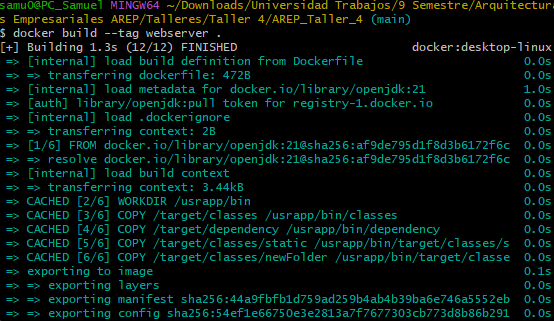 samu0@PC_Samuel MINGW64 ~/Downloads/Universidad Trabajos/9 Semestre/Arquitectura
s Empresariales AREP/Talleres/Taller 4/AREP_Taller_4 (main)
$ docker build --tag webserver .
[+] Building 1.3s (12/12) FINISHED docker:desktop-linux
=> [internal] load build definition from Dockerfile 0.0s
=> => transferring dockerfile: 472B 0.0s
=> [internal] load metadata for docker.io/library/openjdk:21 1.0s
=> [auth] library/openjdk:pull token for registry-1.docker.io 0.0s
=> [internal] load .dockerignore 0.0s
=> => transferring context: 2B 0.0s
=> [1/6] FROM docker.io/library/openjdk:21@sha256:af9de795d1f8d3b6172f6c 0.0s
=> => resolve docker.io/library/openjdk:21@sha256:af9de795d1f8d3b6172f6c 0.0s
=> [internal] load build context 0.0s
=> => transferring context: 3.44kB 0.0s
=> CACHED [2/6] WORKDIR /usrapp/bin 0.0s
=> CACHED [3/6] COPY /target/classes /usrapp/bin/classes 0.0s
=> CACHED [4/6] COPY /target/dependency /usrapp/bin/dependency 0.0s
=> CACHED [5/6] COPY /target/classes/static /usrapp/bin/target/classes/s 0.0s
=> CACHED [6/6] COPY /target/classes/newFolder /usrapp/bin/target/classe 0.0s
=> exporting to image 0.1s
=> => exporting layers 0.0s
=> => exporting manifest sha256:44a9fbfb1d759ad259b4ab4b39ba6e746a5552eb 0.0s
=> => exporting config sha256:54ef1e66750e3e2813a7f7677303cb773d8b86b291 0.0s